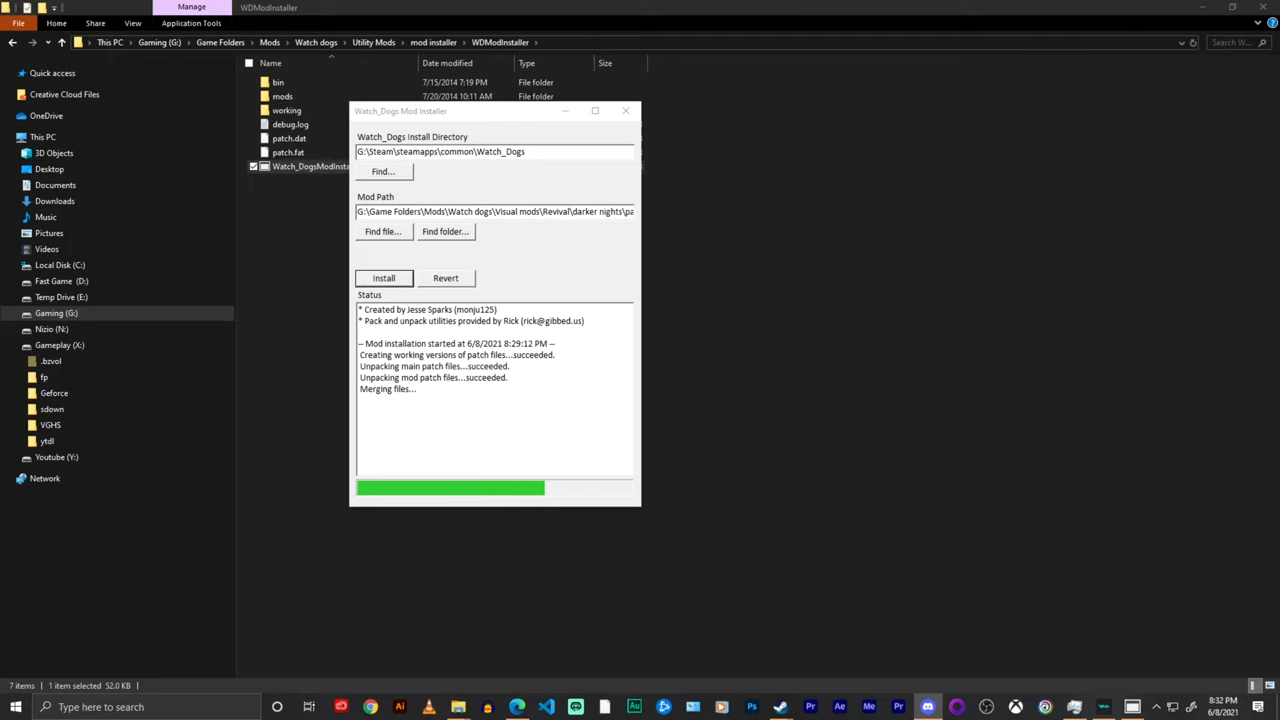 Manage
WDModInstaller
File
Home
Share
View
Application Tools
This PC
Gaming (G:)
Game Folders
Mods
Watch dogs
Utility Mods
mod installer
WDModInstaller
Search W...
Name
Date modified
Type
Size
Quick access
Creative Cloud Files
OneDrive
This PC
3D Objects
Desktop
Documents
Downloads
Music
Pictures
Videos
Local Disk (C:)
Fast Game (D:)
Temp Drive (E:)
Gaming (G:)
Nizio (N:)
Gameplay (X:)
.bzvol
fp
Geforce
sdown
VGHS
ytdl
Youtube (Y:)
Network
bin
7/15/2014 7:19 PM
File folder
mods
7/20/2014 10:11 AM
File folder
working
debug.log
patch.dat
patch.fat
Watch_DogsModInsta
Watch_Dogs Mod Installer
Watch_Dogs Install Directory
G:\Steam\steamapps\common\Watch_Dogs
Find...
Mod Path
G:\Game Folders\Mods\Watch dogs\Visual mods\Revival\darker nights\pa
Find file...
Find folder...
Install
Revert
Status
* Created by Jesse Sparks (monju125)
* Pack and unpack utilities provided by Rick (rick@gibbed.us)
-- Mod installation started at 6/8/2021 8:29:12 PM --
Creating working versions of patch files...succeeded.
Unpacking main patch files...succeeded.
Unpacking mod patch files...succeeded.
Merging files...
7 items
1 item selected 52.0 KB
Type here to search
Ai
Au
Ps
Pr
Ae
Me
Pr
8:32 PM
6/8/2021